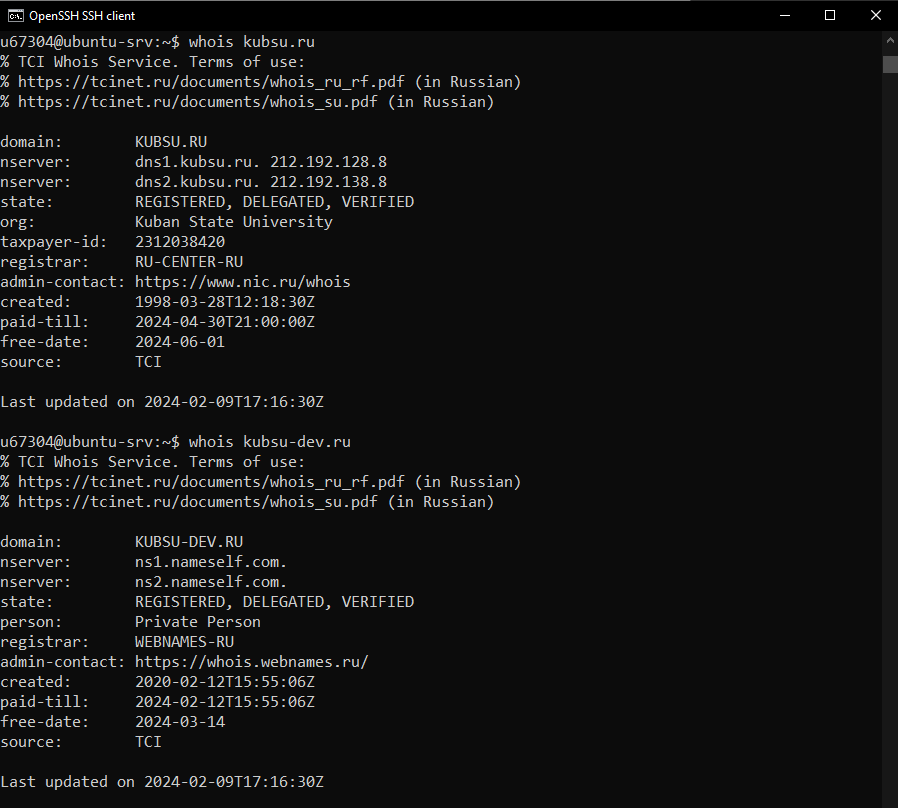 OpenSSH SSH client
u67304@ubuntu-srv:~$ whois kubsu.ru
% TCI Whois Service. Terms of use:
% https://tcinet.ru/documents/whois_ru_rf.pdf (in Russian)
% https://tcinet.ru/documents/whois_su.pdf (in Russian)
domain:        KUBSU.RU
nserver:       dns1.kubsu.ru. 212.192.128.8
nserver:       dns2.kubsu.ru. 212.192.138.8
state:         REGISTERED, DELEGATED, VERIFIED
org:           Kuban State University
taxpayer-id:   2312038420
registrar:     RU-CENTER-RU
admin-contact: https://www.nic.ru/whois
created:       1998-03-28T12:18:30Z
paid-till:     2024-04-30T21:00:00Z
free-date:     2024-06-01
source:        TCI
Last updated on 2024-02-09T17:16:30Z
u67304@ubuntu-srv:~$ whois kubsu-dev.ru
% TCI Whois Service. Terms of use:
% https://tcinet.ru/documents/whois_ru_rf.pdf (in Russian)
% https://tcinet.ru/documents/whois_su.pdf (in Russian)
domain:        KUBSU-DEV.RU
nserver:       ns1.nameself.com.
nserver:       ns2.nameself.com.
state:         REGISTERED, DELEGATED, VERIFIED
person:        Private Person
registrar:     WEBNAMES-RU
admin-contact: https://whois.webnames.ru/
created:       2020-02-12T15:55:06Z
paid-till:     2024-02-12T15:55:06Z
free-date:     2024-03-14
source:        TCI
Last updated on 2024-02-09T17:16:30Z